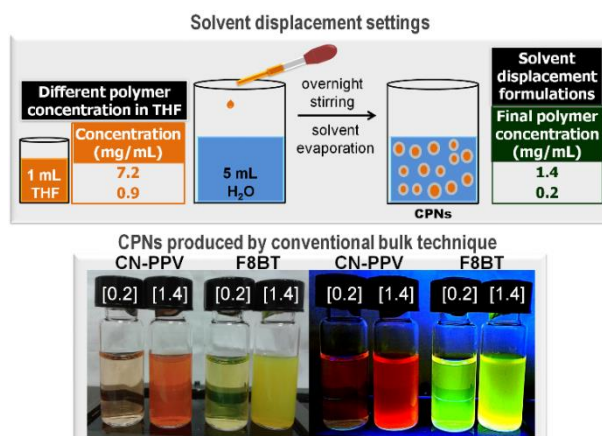 Solvent displacement settings
Different polymer
concentration in THF
1 mL
THF
Concentration
(mg/mL)
7.2
0.9
5 mL
H₂O
overnight
stirring
solvent
evaporation
CPNs
Solvent
displacement
formulations
Final polymer
concentration
(mg/mL)
1.4
0.2
CPNs produced by conventional bulk technique
CN-PPV F8BT CN-PPV F8BT
[0.2] [1.4] [0.2] [1.4] [0.2] [1.4] [0.2] [1.4]